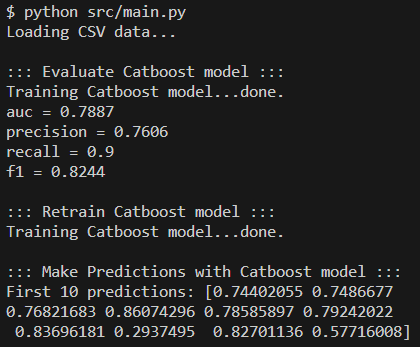 $ python src/main.py
Loading CSV data...
::: Evaluate Catboost model :::
Training Catboost model...done.
auc = 0.7887
precision = 0.7606
recall = 0.9
f1 = 0.8244
::: Retrain Catboost model :::
Training Catboost model...done.
::: Make Predictions with Catboost model :::
First 10 predictions: [0.74402055 0.7486677
0.76821683 0.86074296 0.78585897 0.79242022
 0.83696181 0.2937495  0.82701136 0.57716008]